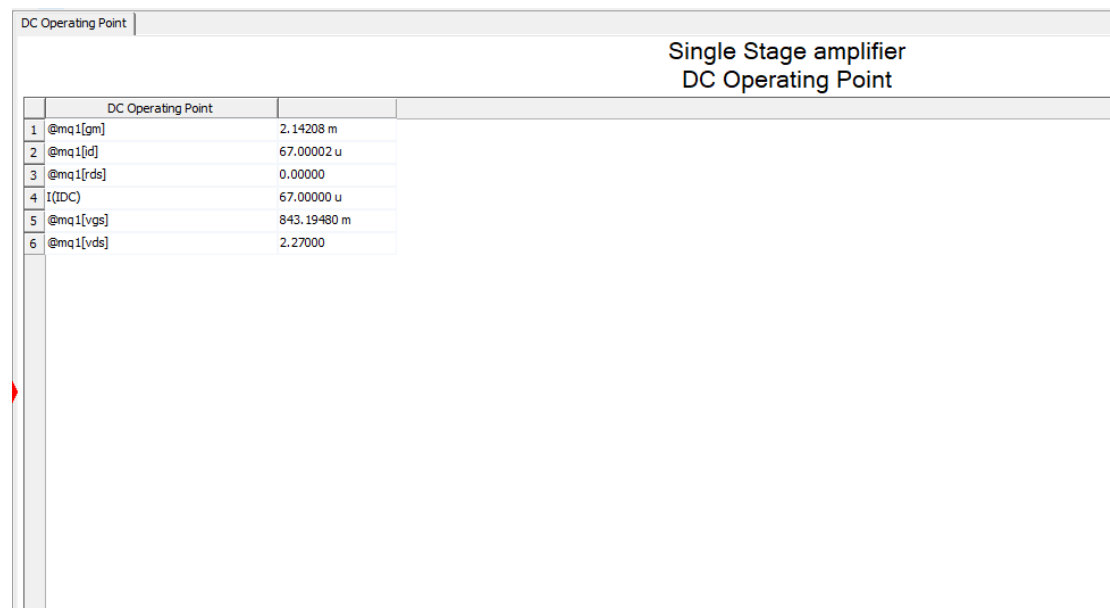 DC Operating Point
Single Stage amplifier
DC Operating Point
DC Operating Point
1 @mq1[gm] 2.14208 m
2 @mq1[id] 67.00002 u
3 @mq1[rds] 0.00000
4 I(IDC) 67.00000 u
5 @mq1[vgs] 843.19480 m
6 @mq1[vds] 2.27000